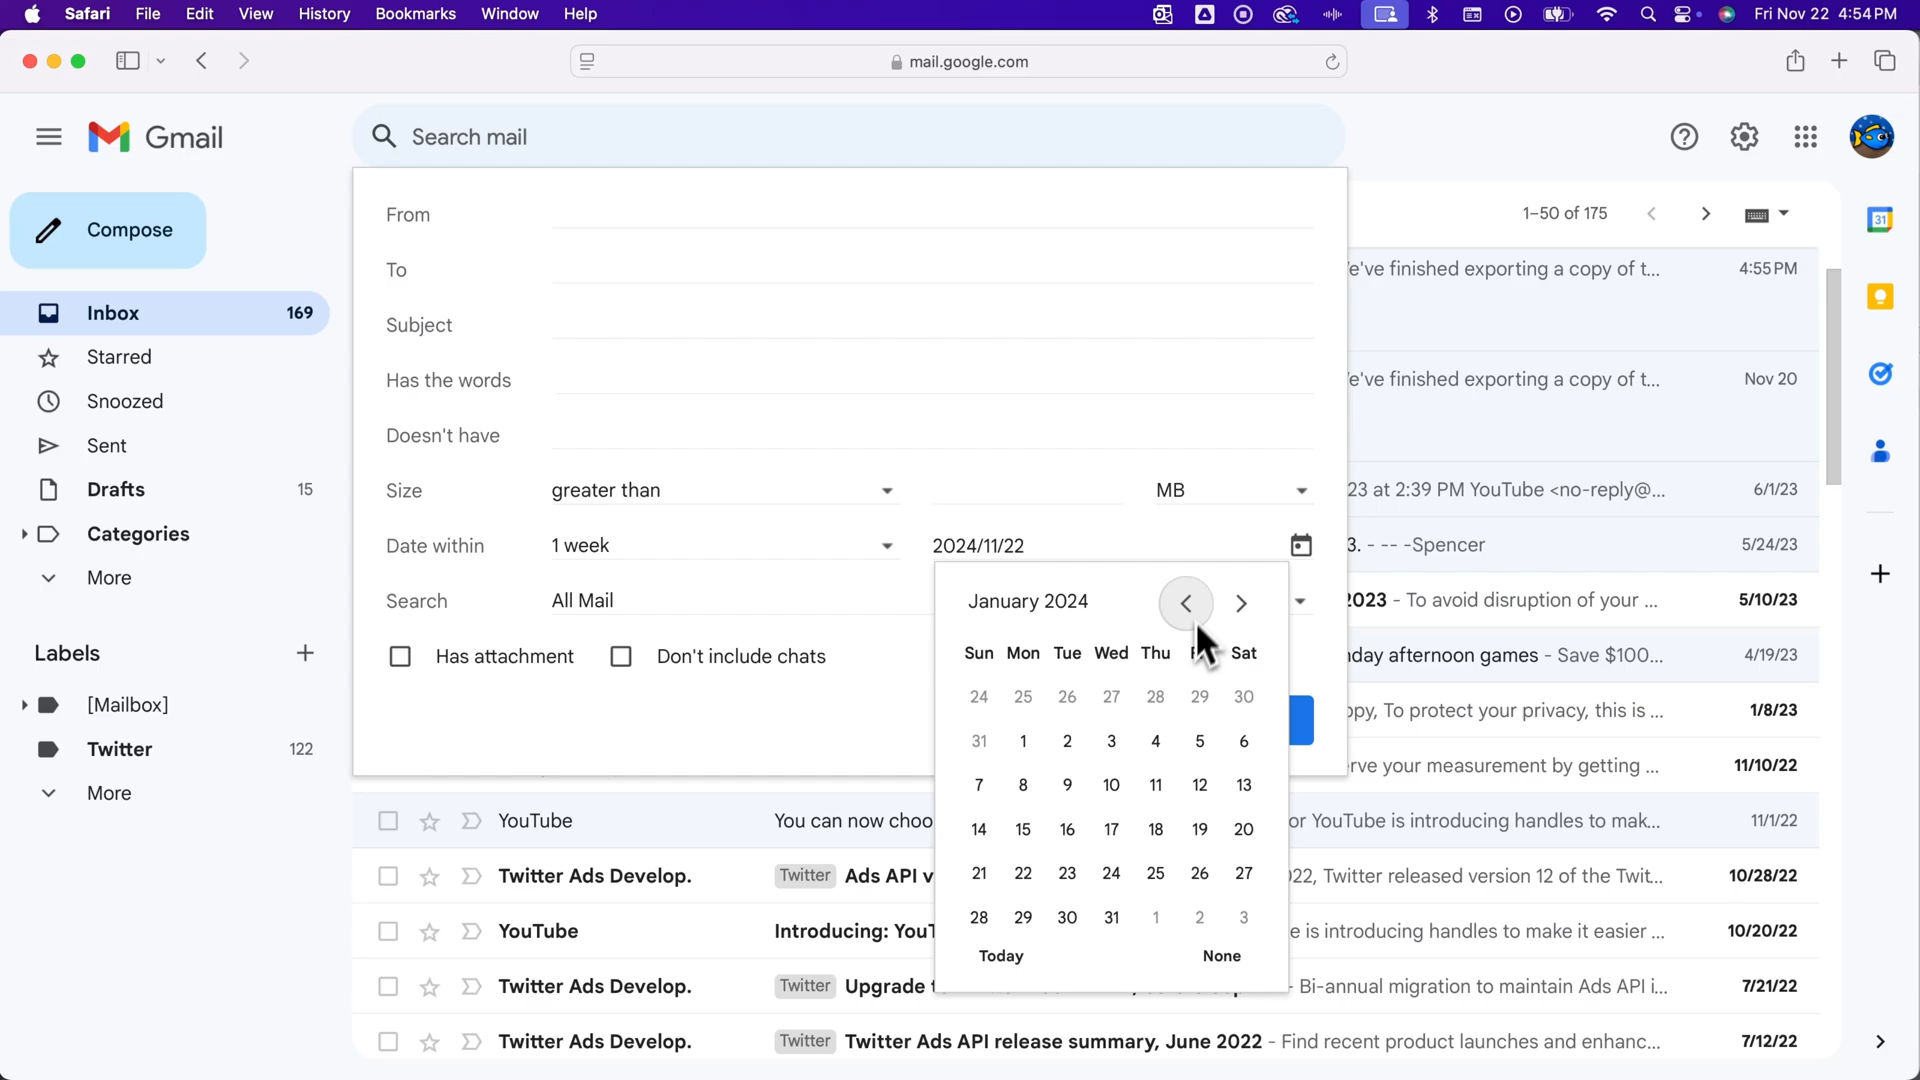 Safari File Edit View History Bookmarks Window Help Fri Nov 22 4:54 PM
mail.google.com
Gmail
Search mail
Compose
Inbox 169
Starred
Snoozed
Sent
Drafts 15
Categories
More
Labels
[Mailbox]
Twitter 122
More
From
To
Subject
Has the words
Doesn't have
Size greater than MB
Date within 1 week 2024/11/22
Search All Mail
Has attachment Don't include chats
January 2024
Sun Mon Tue Wed Thu Sat
24 25 26 27 28 29 30
31 1 2 3 4 5 6
7 8 9 10 11 12 13
14 15 16 17 18 19 20
21 22 23 24 25 26 27
28 29 30 31 1 2 3
Today None
1–50 of 175
31
e've finished exporting a copy of t... 4:55 PM
e've finished exporting a copy of t... Nov 20
23 at 2:39 PM YouTube <no-reply@... 6/1/23
3. - -- -Spencer 5/24/23
2023 - To avoid disruption of your ... 5/10/23
day afternoon games - Save $100... 4/19/23
opy, To protect your privacy, this is ... 1/8/23
rve your measurement by getting ... 11/10/22
YouTube You can now choo or YouTube is introducing handles to mak... 11/1/22
Twitter Ads Develop. Twitter Ads API v 22, Twitter released version 12 of the Twit... 10/28/22
YouTube Introducing: YouT e is introducing handles to make it easier ... 10/20/22
Twitter Ads Develop. Twitter Upgrade - Bi-annual migration to maintain Ads API i... 7/21/22
Twitter Ads Develop. Twitter Twitter Ads API release summary, June 2022 - Find recent product launches and enhanc... 7/12/22